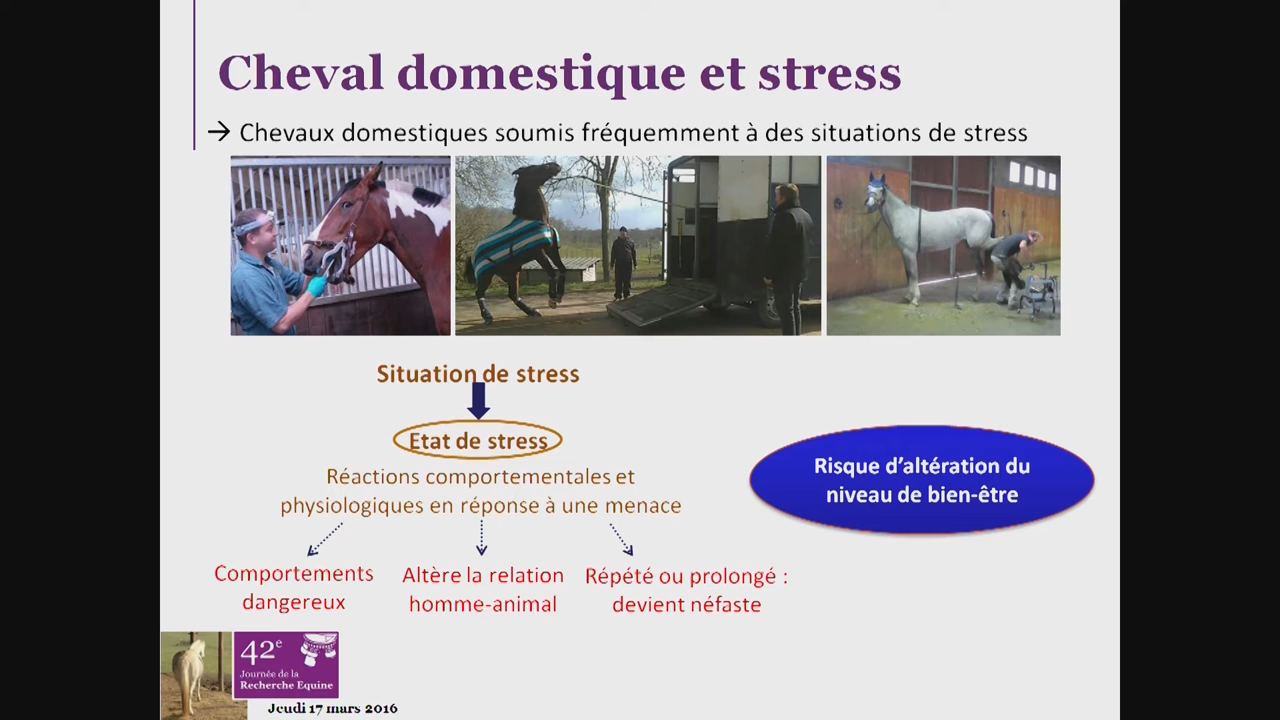 Cheval domestique et stress
→ Chevaux domestiques soumis fréquemment à des situations de stress
Situation de stress
Etat de stress
Réactions comportementales et
physiologiques en réponse à une menace
Risque d'altération du
niveau de bien-être
Comportements
dangereux
Altère la relation
homme-animal
Répété ou prolongé :
devient néfaste
42e
Journée de la
Recherche Equine
Jeudi 17 mars 2016